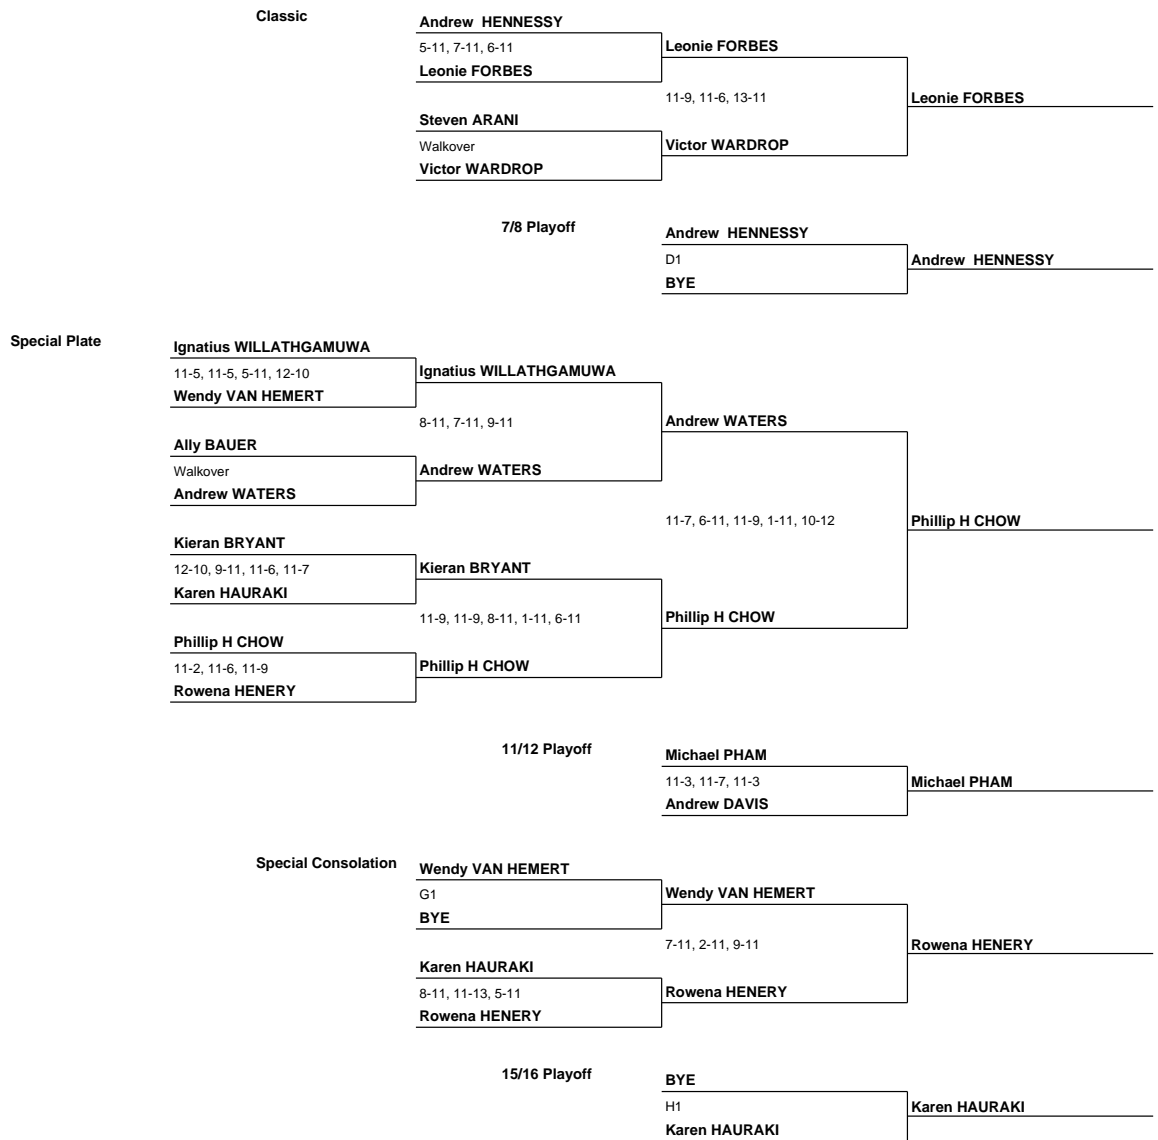 Classic
Andrew  HENNESSY
5-11, 7-11, 6-11
Leonie FORBES
Leonie FORBES
11-9, 11-6, 13-11
Leonie FORBES
Steven ARANI
Walkover
Victor WARDROP
Victor WARDROP
7/8 Playoff
Andrew  HENNESSY
D1
BYE
Andrew  HENNESSY
Special Plate
Ignatius WILLATHGAMUWA
11-5, 11-5, 5-11, 12-10
Wendy VAN HEMERT
Ignatius WILLATHGAMUWA
8-11, 7-11, 9-11
Andrew WATERS
Ally BAUER
Walkover
Andrew WATERS
Andrew WATERS
11-7, 6-11, 11-9, 1-11, 10-12
Phillip H CHOW
Kieran BRYANT
12-10, 9-11, 11-6, 11-7
Karen HAURAKI
Kieran BRYANT
11-9, 11-9, 8-11, 1-11, 6-11
Phillip H CHOW
Phillip H CHOW
11-2, 11-6, 11-9
Rowena HENERY
Phillip H CHOW
11/12 Playoff
Michael PHAM
11-3, 11-7, 11-3
Andrew DAVIS
Michael PHAM
Special Consolation
Wendy VAN HEMERT
G1
BYE
Wendy VAN HEMERT
7-11, 2-11, 9-11
Rowena HENERY
Karen HAURAKI
8-11, 11-13, 5-11
Rowena HENERY
Rowena HENERY
15/16 Playoff
BYE
H1
Karen HAURAKI
Karen HAURAKI